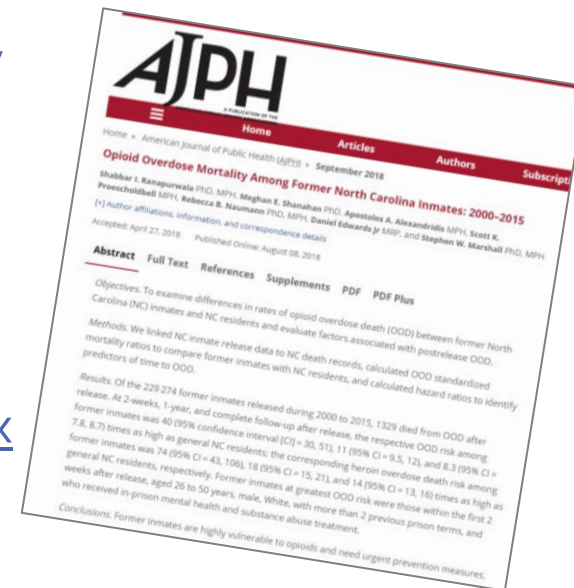 y
x
AJPH
A PUBLICATION OF THE
Home Articles Authors Subscripti
Home » American Journal of Public Health (AJPH) » September 2018
Opioid Overdose Mortality Among Former North Carolina Inmates: 2000–2015
Shabbar I. Ranapurwala PhD, MPH, Meghan E. Shanahan PhD, Apostolos A. Alexandridis MPH, Scott K.
Proescholdbell MPH, Rebecca B. Naumann PhD, MPH, Daniel Edwards Jr MRP, and Stephen W. Marshall PhD, MPH
[+] Author affiliations, information, and correspondence details
Accepted: April 27, 2018 Published Online: August 08, 2018
Abstract Full Text References Supplements PDF PDF Plus
Objectives. To examine differences in rates of opioid overdose death (OOD) between former North
Carolina (NC) inmates and NC residents and evaluate factors associated with postrelease OOD.
Methods. We linked NC inmate release data to NC death records, calculated OOD standardized
mortality ratios to compare former inmates with NC residents, and calculated hazard ratios to identify
predictors of time to OOD.
Results. Of the 229 274 former inmates released during 2000 to 2015, 1329 died from OOD after
release. At 2-weeks, 1-year, and complete follow-up after release, the respective OOD risk among
former inmates was 40 (95% confidence interval [CI] = 30, 51), 11 (95% CI = 9.5, 12), and 8.3 (95% CI =
7.8, 8.7) times as high as general NC residents; the corresponding heroin overdose death risk among
former inmates was 74 (95% CI = 43, 106), 18 (95% CI = 15, 21), and 14 (95% CI = 13, 16) times as high as
general NC residents, respectively. Former inmates at greatest OOD risk were those within the first 2
weeks after release, aged 26 to 50 years, male, White, with more than 2 previous prison terms, and
who received in-prison mental health and substance abuse treatment.
Conclusions. Former inmates are highly vulnerable to opioids and need urgent prevention measures.